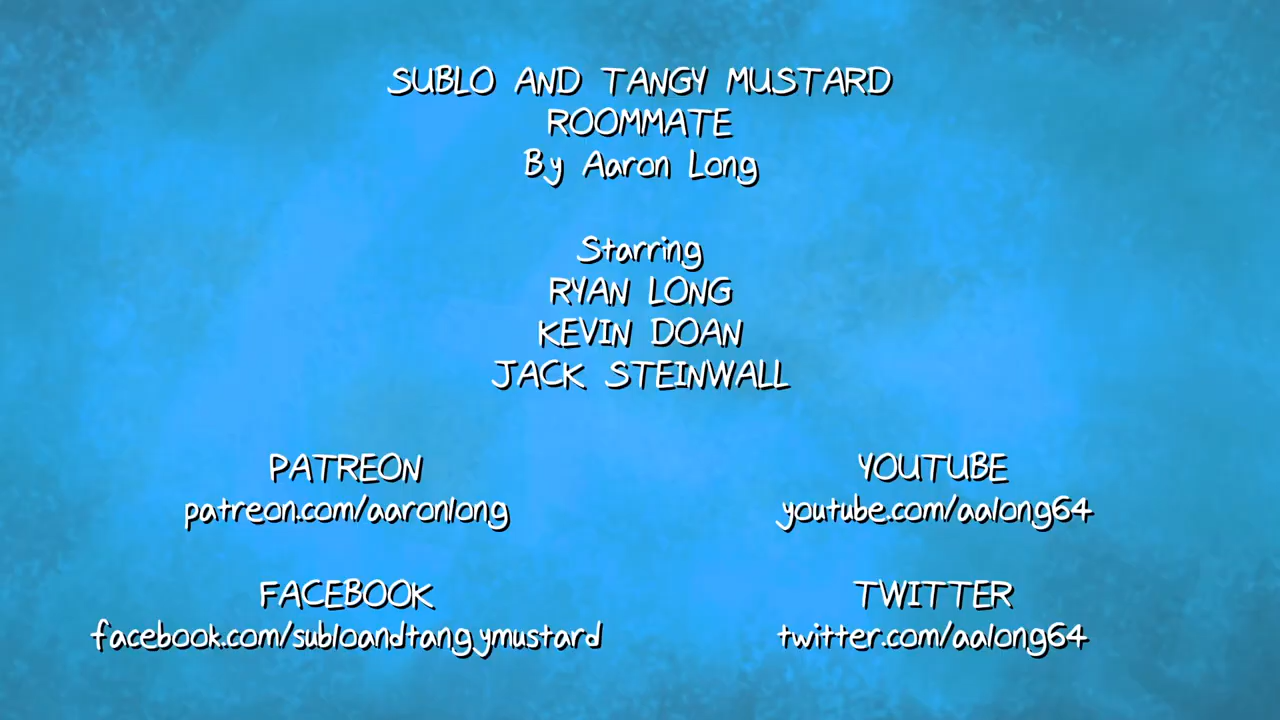 SUBLO AND TANGY MUSTARD
ROOMMATE
By Aaron Long
Starring
RYAN LONG
KEVIN DOAN
JACK STEINWALL
PATREON
patreon.com/aaronlong
YOUTUBE
youtube.com/aalong64
FACEBOOK
facebook.com/subloandtangymustard
TWITTER
twitter.com/aalong64